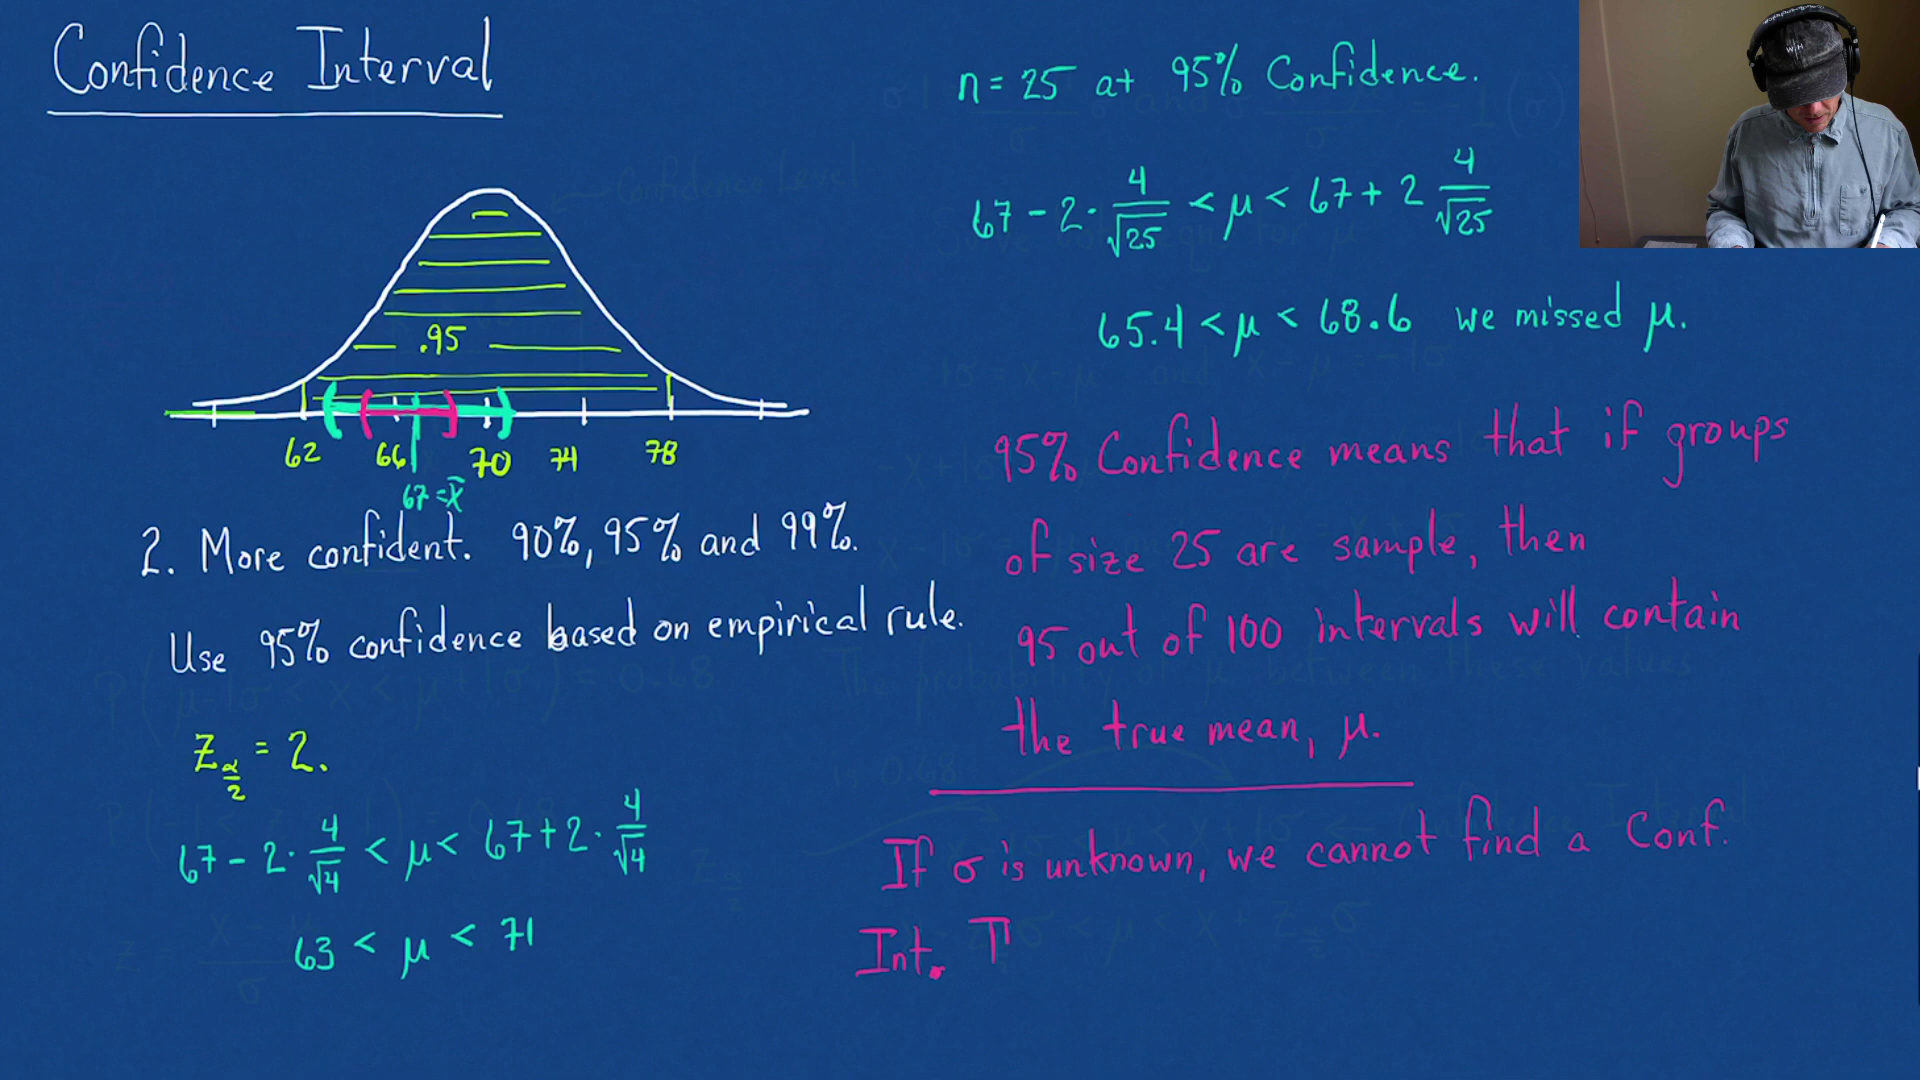 Confidence Interval
.95
62 66 70 74 78
67 = x̄
2. More confident. 90%, 95% and 99%.
Use 95% confidence based on empirical rule.
Z_{α/2} = 2.
67 - 2 · 4/√4 < μ < 67 + 2 · 4/√4
63 < μ < 71
n = 25 at 95% Confidence.
67 - 2 · 4/√25 < μ < 67 + 2 4/√25
65.4 < μ < 68.6 we missed μ.
95% Confidence means that if groups
of size 25 are sample, then
95 out of 100 intervals will contain
the true mean, μ.
If σ is unknown, we cannot find a Conf.
Int. T